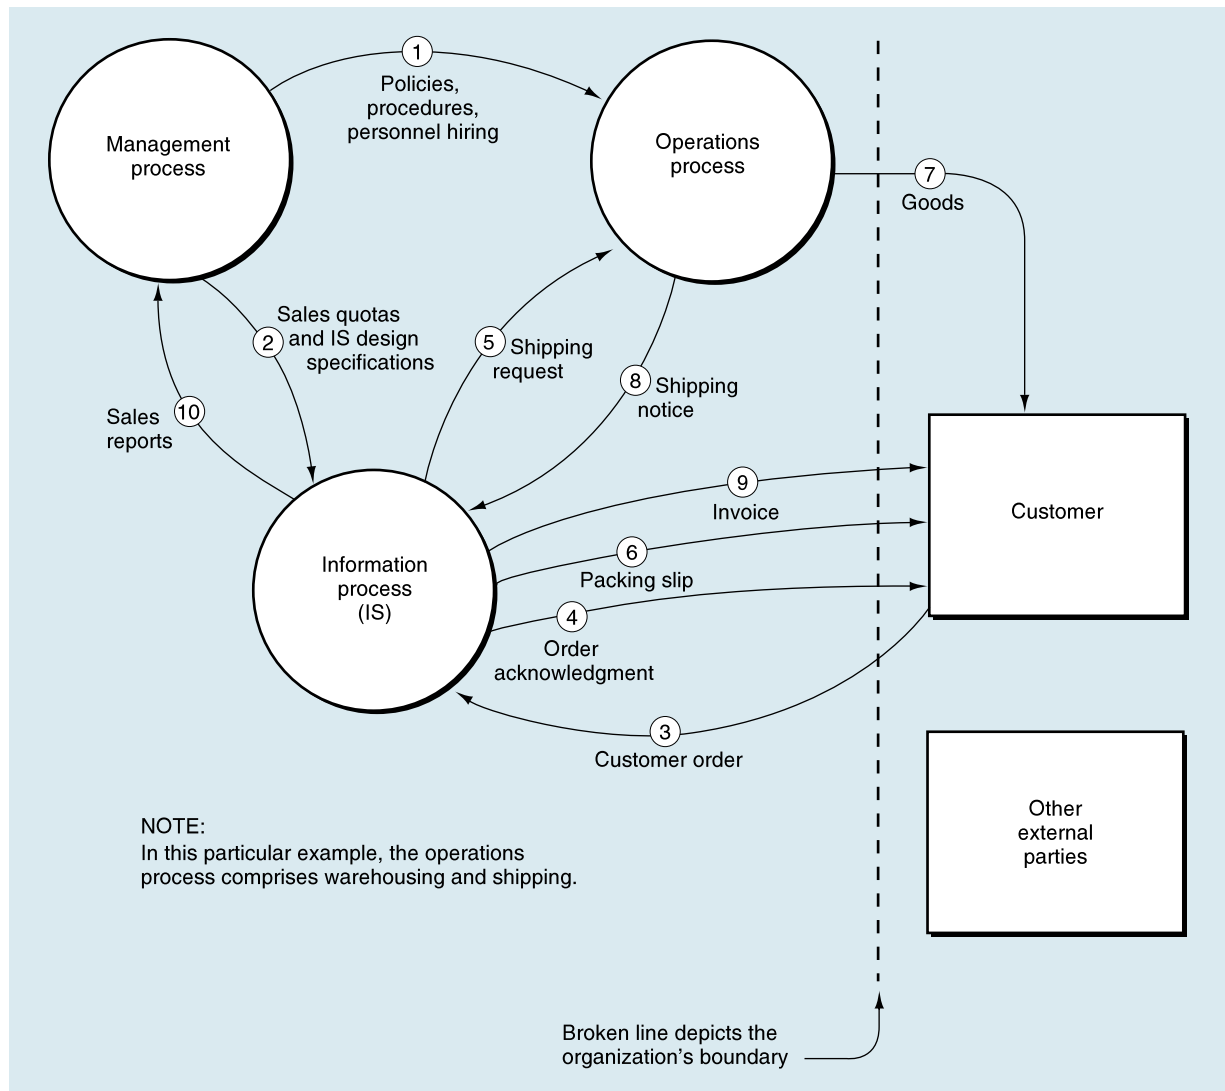 1
Policies,
procedures,
personnel hiring
Management
process
Operations
process
7
Goods
2
Sales quotas
and IS design
specifications
5
Shipping
request
8
Shipping
notice
10
Sales
reports
9
Invoice
Customer
6
Packing slip
Information
process
(IS)
4
Order
acknowledgment
3
Customer order
Other
external
parties
NOTE:
In this particular example, the operations
process comprises warehousing and shipping.
Broken line depicts the
organization’s boundary